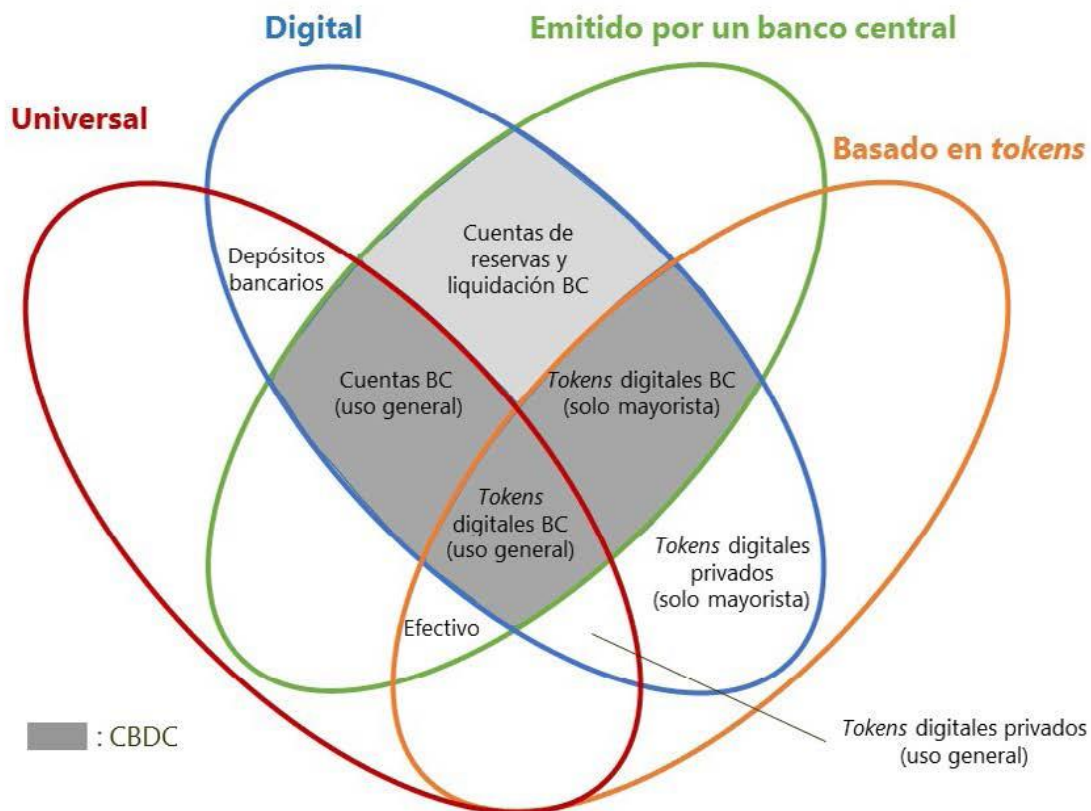 Digital
Emitido por un banco central
Universal
Basado en tokens
Depósitos
bancarios
Cuentas de
reservas y
liquidación BC
Cuentas BC
(uso general)
Tokens digitales BC
(solo mayorista)
Tokens
digitales BC
(uso general)
Tokens digitales
privados
(solo mayorista)
Efectivo
: CBDC
Tokens digitales privados
(uso general)